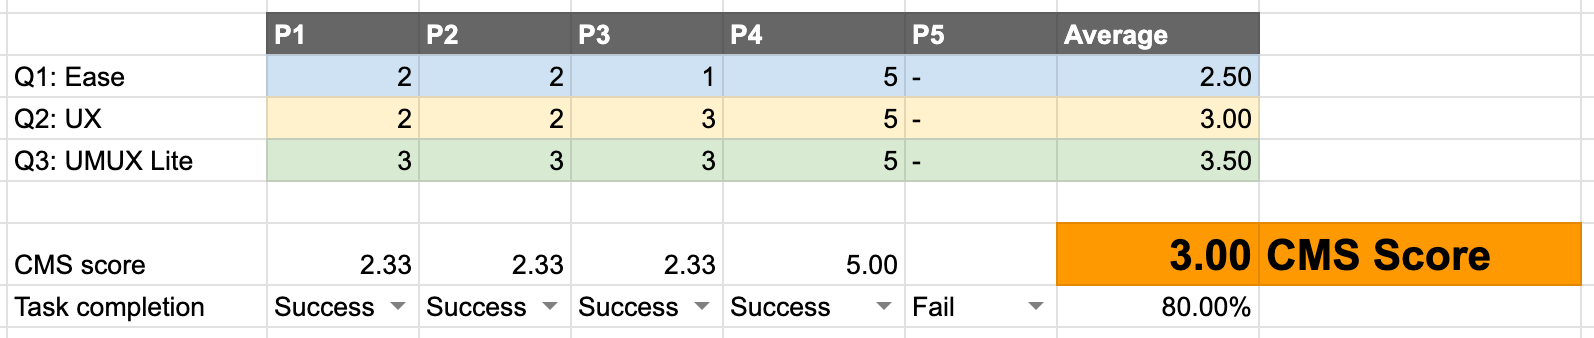 P1 P2 P3 P4 P5 Average
Q1: Ease 2 2 1 5 - 2.50
Q2: UX 2 2 3 5 - 3.00
Q3: UMUX Lite 3 3 3 5 - 3.50
CMS score 2.33 2.33 2.33 5.00 3.00 CMS Score
Task completion Success Success Success Success Fail 80.00%